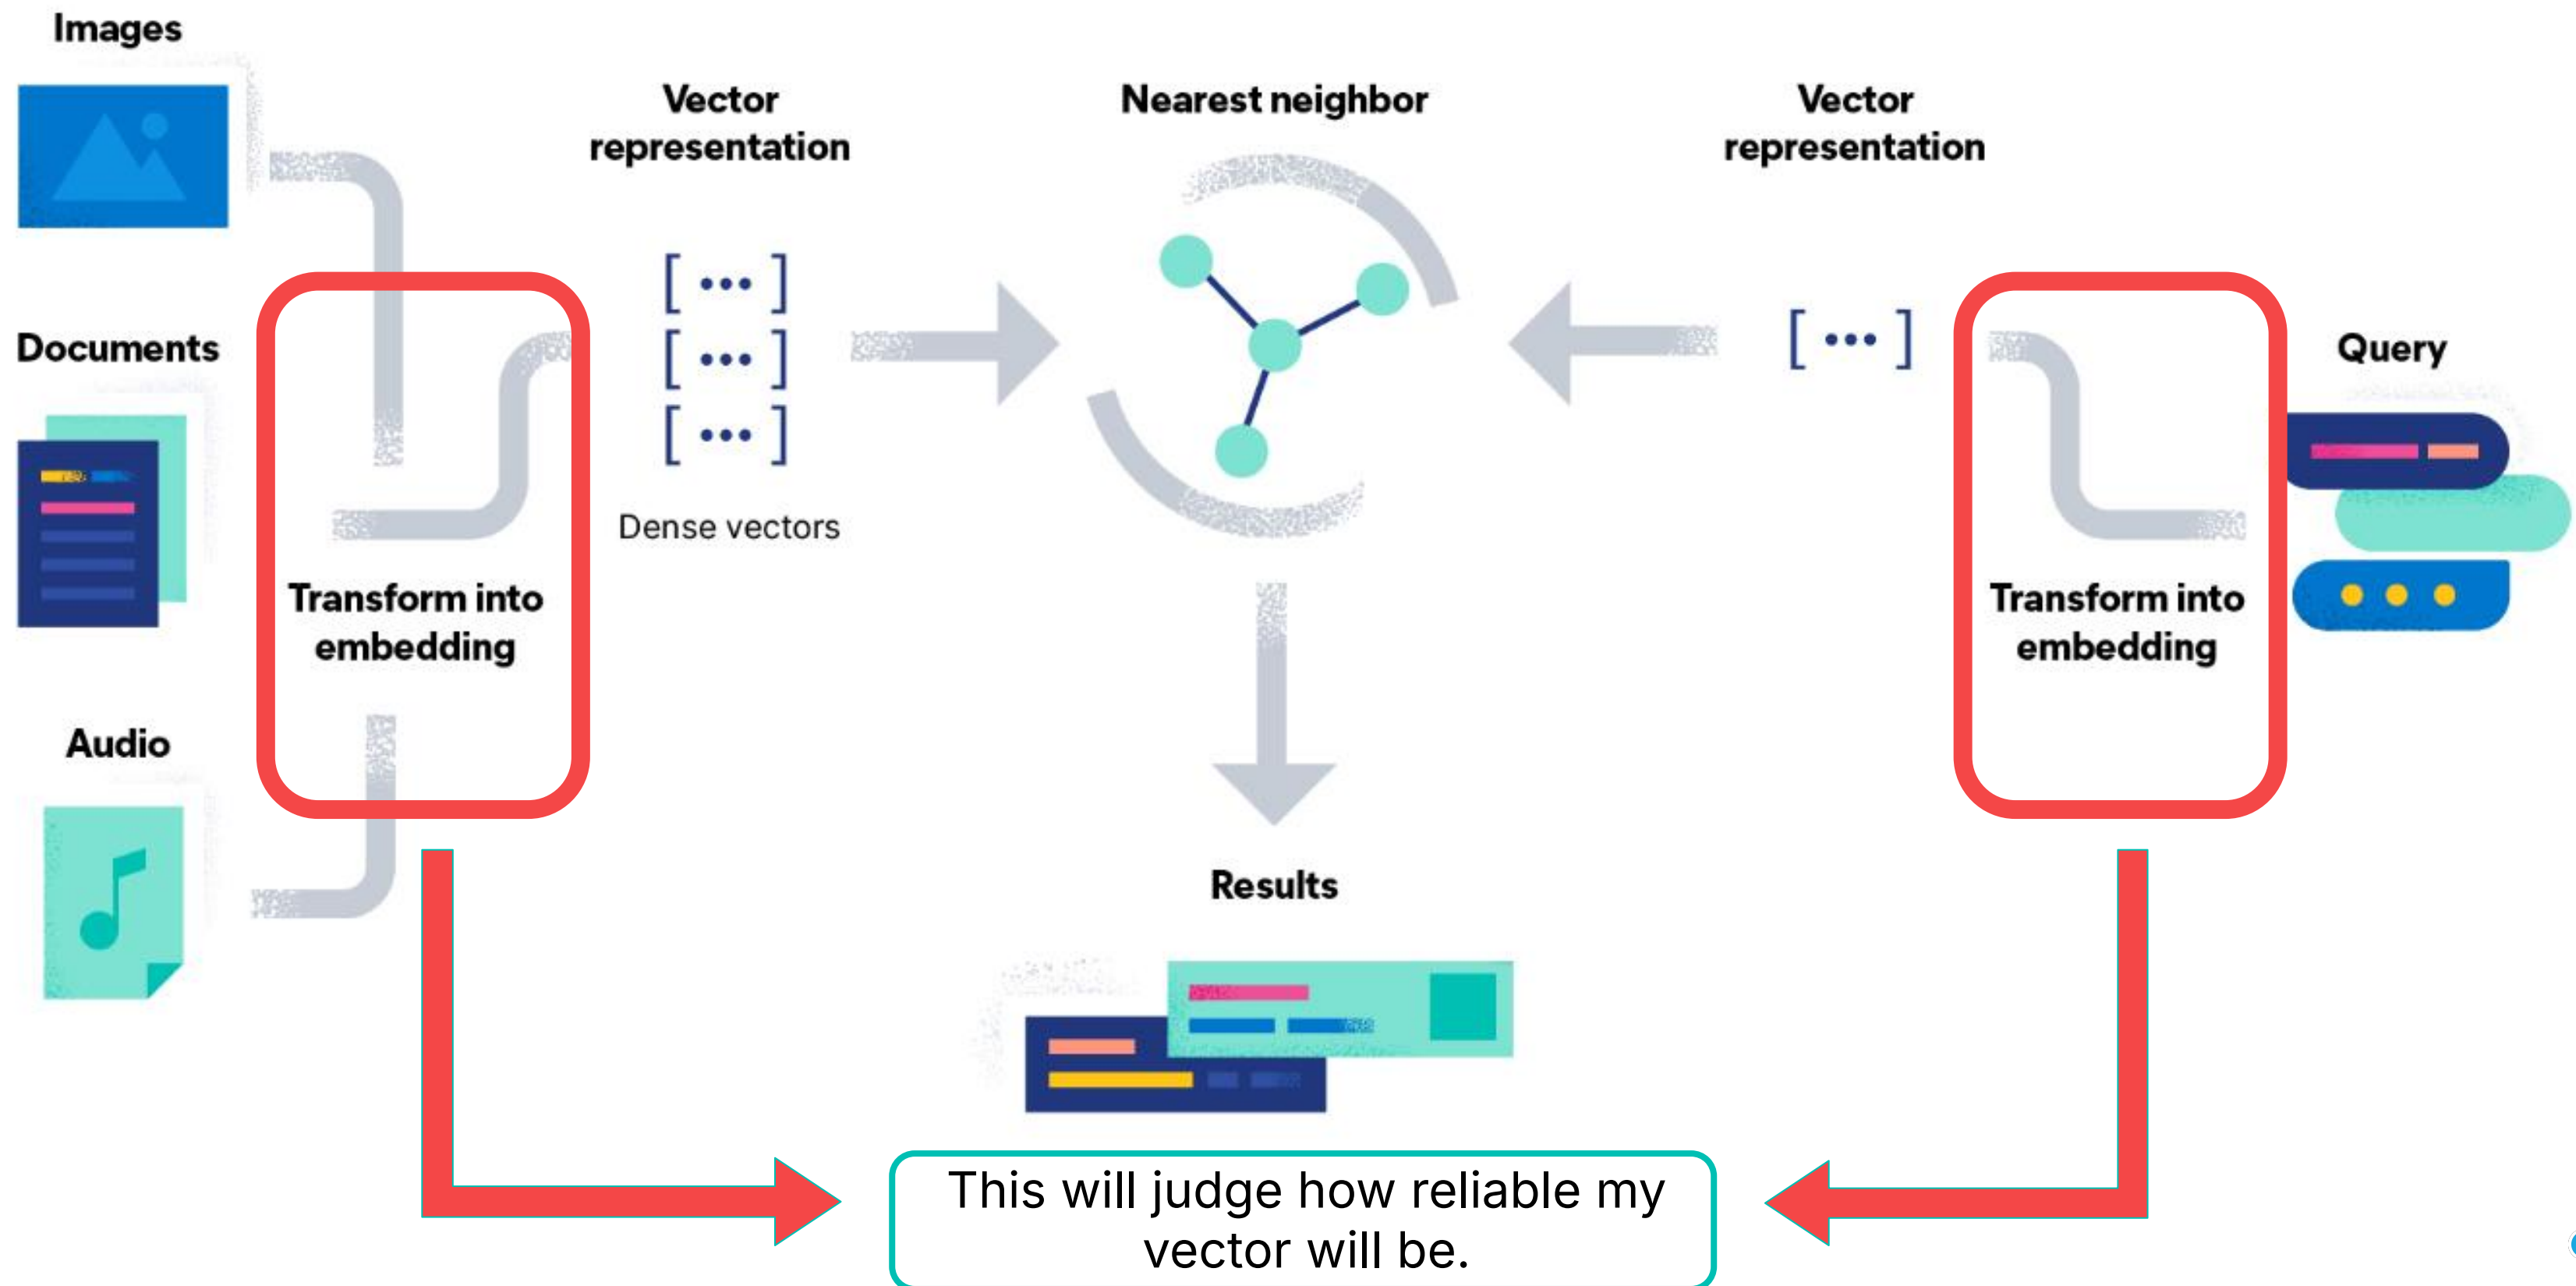 Images
Documents
Audio
Transform into
embedding
Vector
representation
[ ••• ]
[ ••• ]
[ ••• ]
Dense vectors
Nearest neighbor
Results
Vector
representation
[ ••• ]
Transform into
embedding
Query
This will judge how reliable my
vector will be.